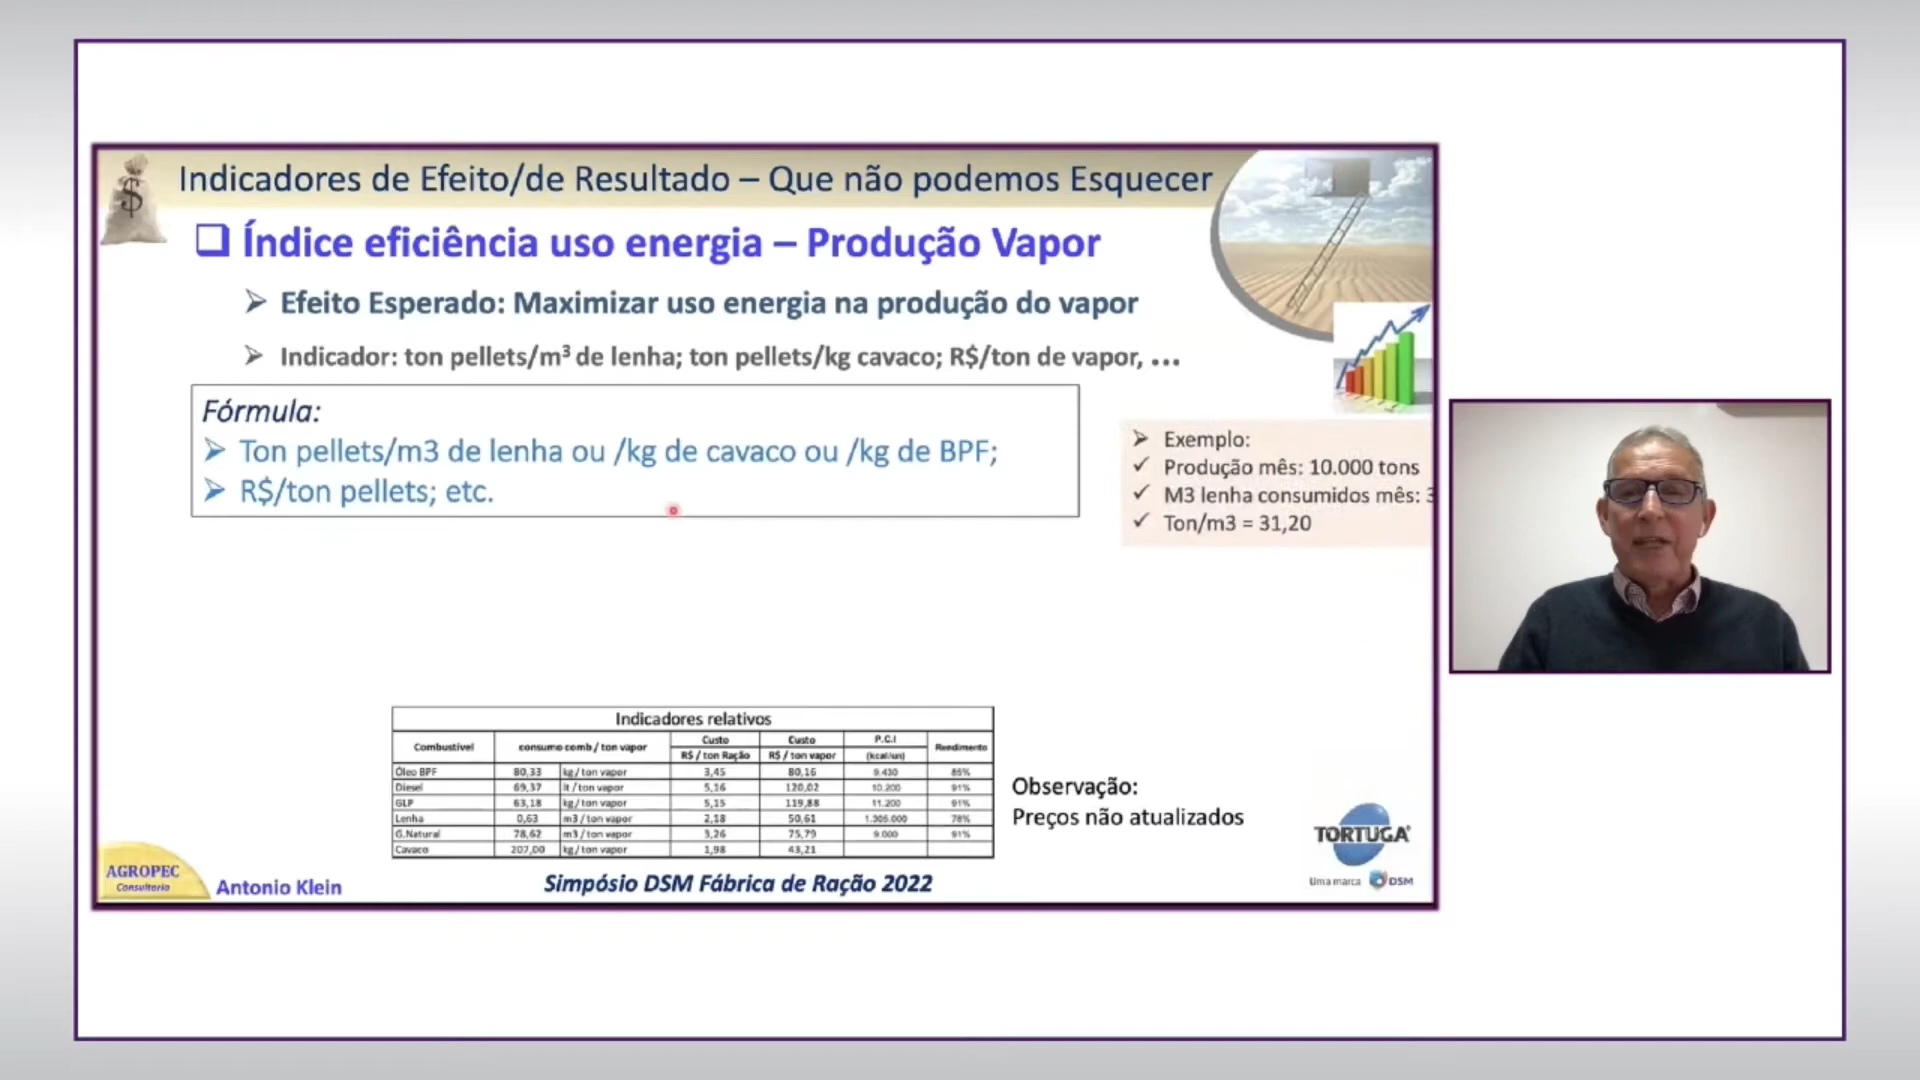 Indicadores de Efeito/de Resultado – Que não podemos Esquecer
$
Índice eficiência uso energia – Produção Vapor
Efeito Esperado: Maximizar uso energia na produção do vapor
Indicador: ton pellets/m³ de lenha; ton pellets/kg cavaco; R$/ton de vapor, ...
Fórmula:
Ton pellets/m3 de lenha ou /kg de cavaco ou /kg de BPF;
R$/ton pellets; etc.
Exemplo:
Produção mês: 10.000 tons
M3 lenha consumidos mês: 3
Ton/m3 = 31,20
Indicadores relativos
Combustível consumo comb / ton vapor Custo R$ / ton Ração Custo R$ / ton vapor P.C.I (kcal/un) Rendimento
Óleo BPF 80,33 kg / ton vapor 3,45 80,16 9.430 85%
Diesel 69,37 lt / ton vapor 5,16 120,02 10.200 91%
GLP 63,18 kg / ton vapor 5,15 119,88 11.200 91%
Lenha 0,63 m3 / ton vapor 2,18 50,61 1.305.000 78%
G.Natural 78,62 m3 / ton vapor 3,26 75,79 9.000 91%
Cavaco 207,00 kg / ton vapor 1,98 43,21
Observação:
Preços não atualizados
AGROPEC
Consultoria
Antonio Klein
Simpósio DSM Fábrica de Ração 2022
TORTUGA
Uma marca DSM